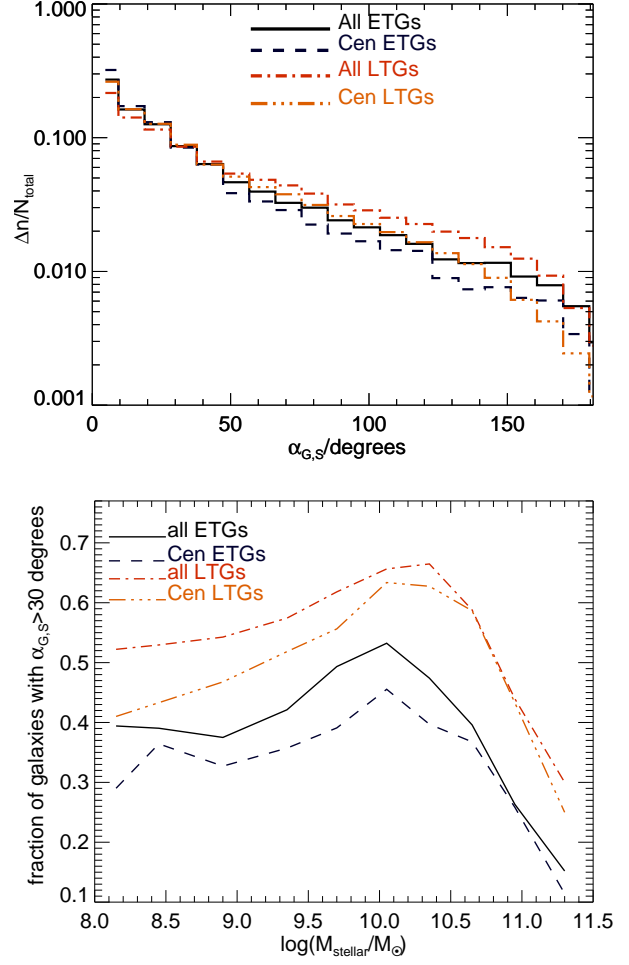 1.000
0.100
0.010
0.001
Δn/N_total
All ETGs
Cen ETGs
All LTGs
Cen LTGs
0 50 100 150
α_G,S/degrees
0.7
0.6
0.5
0.4
0.3
0.2
0.1
fraction of galaxies with α_G,S>30 degrees
all ETGs
Cen ETGs
all LTGs
Cen LTGs
8.0 8.5 9.0 9.5 10.0 10.5 11.0 11.5
log(M_stellar/M_⊙)